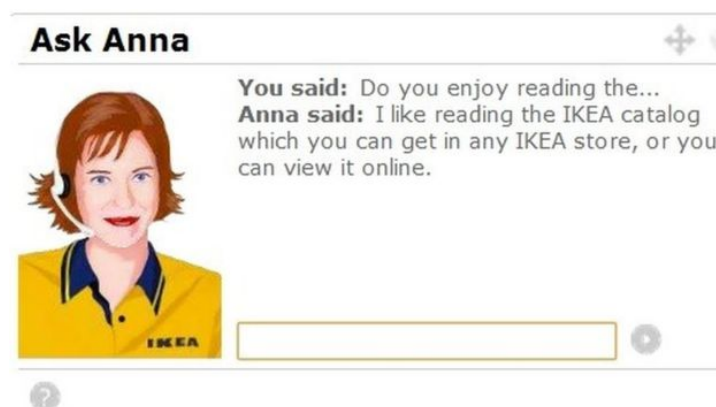 Ask Anna
You said: Do you enjoy reading the...
Anna said: I like reading the IKEA catalog
which you can get in any IKEA store, or you
can view it online.
IKEA
?